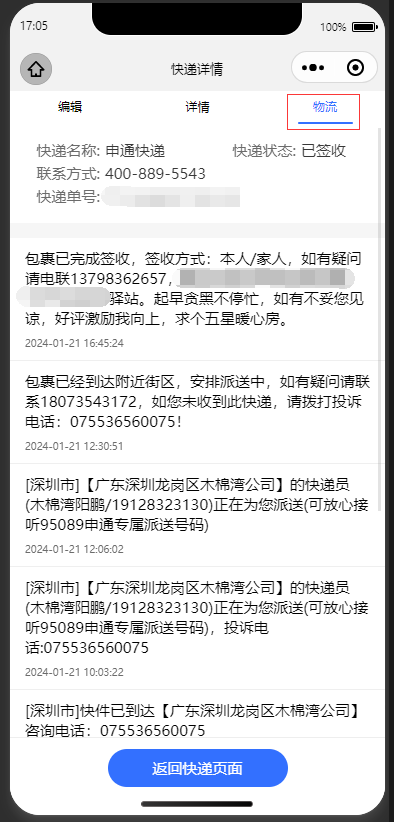 17:05
100%
快递详情
编辑
详情
物流
快递名称: 申通快递
快递状态: 已签收
联系方式: 400-889-5543
快递单号:
包裹已完成签收，签收方式：本人/家人，如有疑问
请电联13798362657，
驿站。起早贪黑不停忙，如有不妥您见
谅，好评激励我向上，求个五星暖心房。
2024-01-21 16:45:24
包裹已经到达附近街区，安排派送中，如有疑问请联
系18073543172，如您未收到此快递，请拨打投诉
电话：075536560075！
2024-01-21 12:30:51
[深圳市]【广东深圳龙岗区木棉湾公司】的快递员
(木棉湾阳鹏/19128323130)正在为您派送(可放心接
听95089申通专属派送号码)
2024-01-21 12:06:02
[深圳市]【广东深圳龙岗区木棉湾公司】的快递员
(木棉湾阳鹏/19128323130)正在为您派送(可放心接
听95089申通专属派送号码)，投诉电
话:075536560075
2024-01-21 10:03:22
[深圳市]快件已到达【广东深圳龙岗区木棉湾公司】
咨询电话：075536560075
返回快递页面